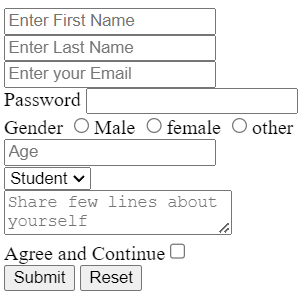 Enter First Name
Enter Last Name
Enter your Email
Password
Gender Male female other
Age
Student
Share few lines about
yourself
Agree and Continue
Submit Reset